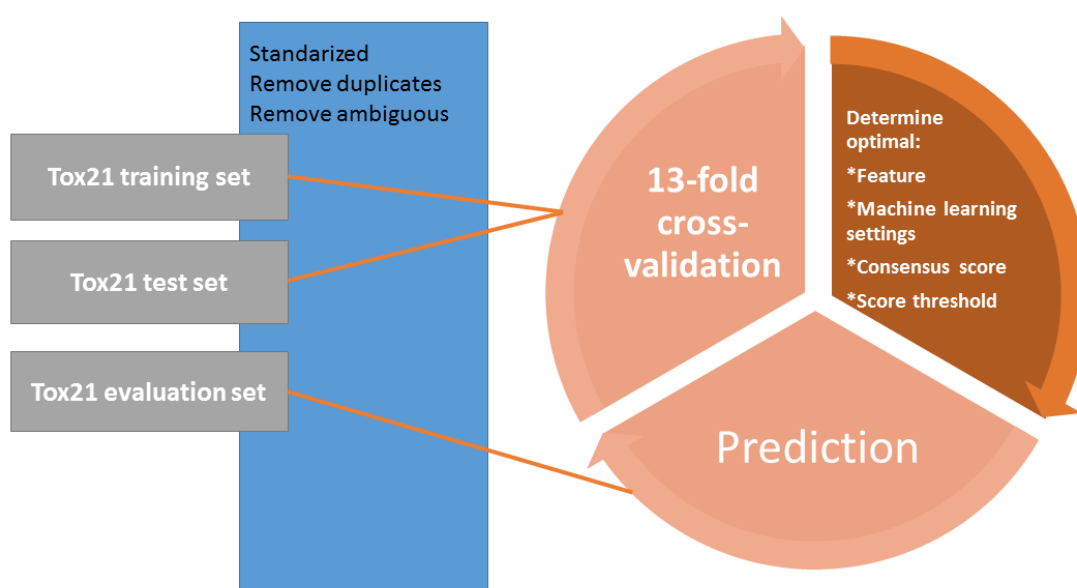 Standarized
Remove duplicates
Remove ambiguous
Tox21 training set
Tox21 test set
Tox21 evaluation set
13-fold
cross-
validation
Determine
optimal:
*Feature
*Machine learning
settings
*Consensus score
*Score threshold
Prediction